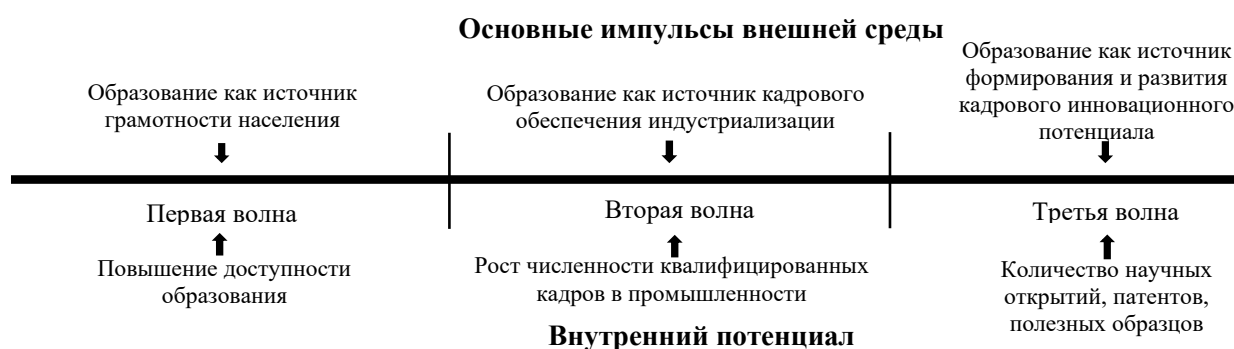 Основные импульсы внешней среды
Образование как источник
грамотности населения
Образование как источник кадрового
обеспечения индустриализации
Образование как источник
формирования и развития
кадрового инновационного
потенциала
Первая волна
Вторая волна
Третья волна
Повышение доступности
образования
Рост численности квалифицированных
кадров в промышленности
Количество научных
открытий, патентов,
полезных образцов
Внутренний потенциал